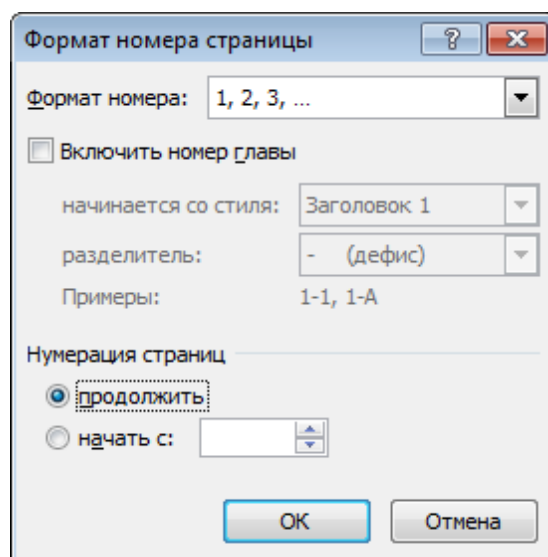 Формат номера страницы
Формат номера: 1, 2, 3, ...
Включить номер главы
начинается со стиля: Заголовок 1
разделитель: - (дефис)
Примеры: 1-1, 1-A
Нумерация страниц
продолжить
начать с:
ОК Отмена